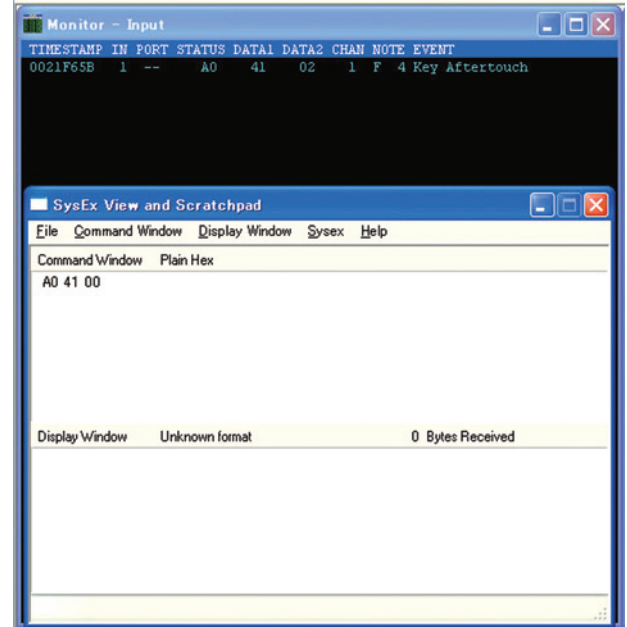 Monitor - Input
TIMESTAMP IN PORT STATUS DATA1 DATA2 CHAN NOTE EVENT
0021F65B 1 -- A0 41 02 1 F 4 Key Aftertouch
SysEx View and Scratchpad
File Command Window Display Window Sysex Help
Command Window Plain Hex
A0 41 00
Display Window Unknown format 0 Bytes Received